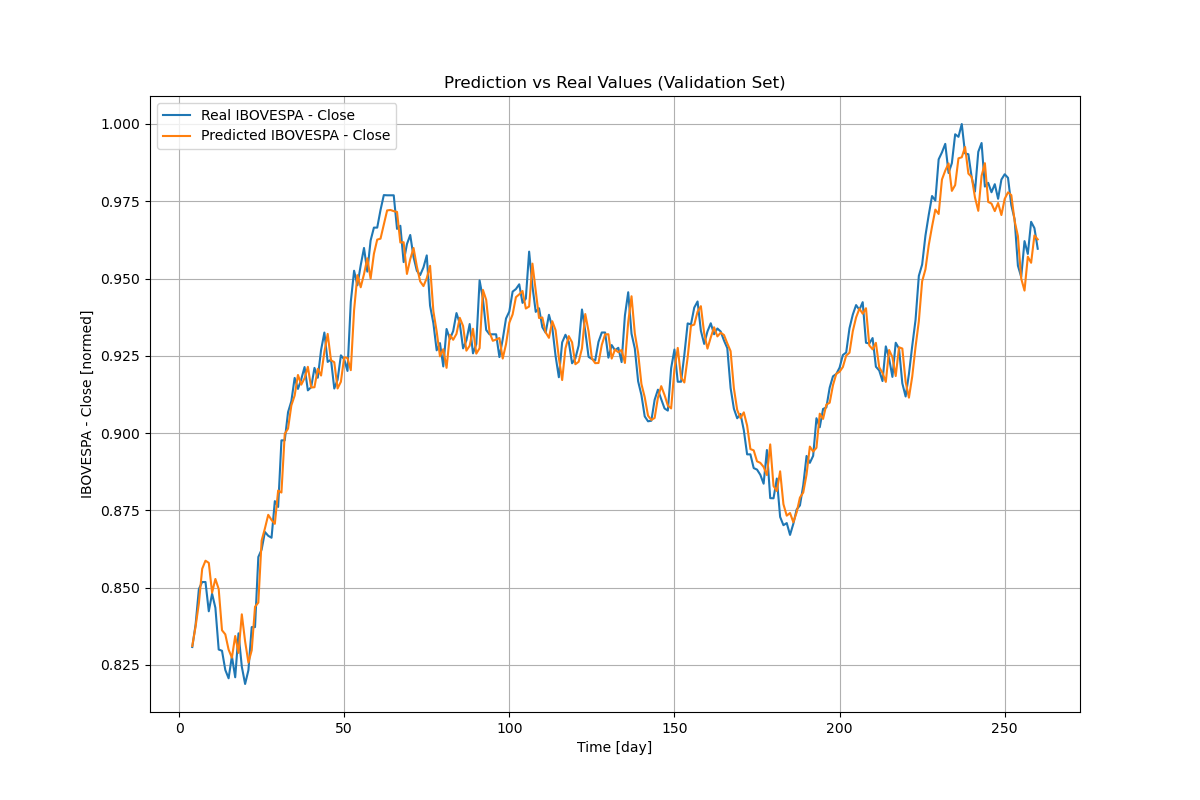 Prediction vs Real Values (Validation Set)
Real IBOVESPA - Close
Predicted IBOVESPA - Close
IBOVESPA - Close [normed]
1.000
0.975
0.950
0.925
0.900
0.875
0.850
0.825
0 50 100 150 200 250
Time [day]